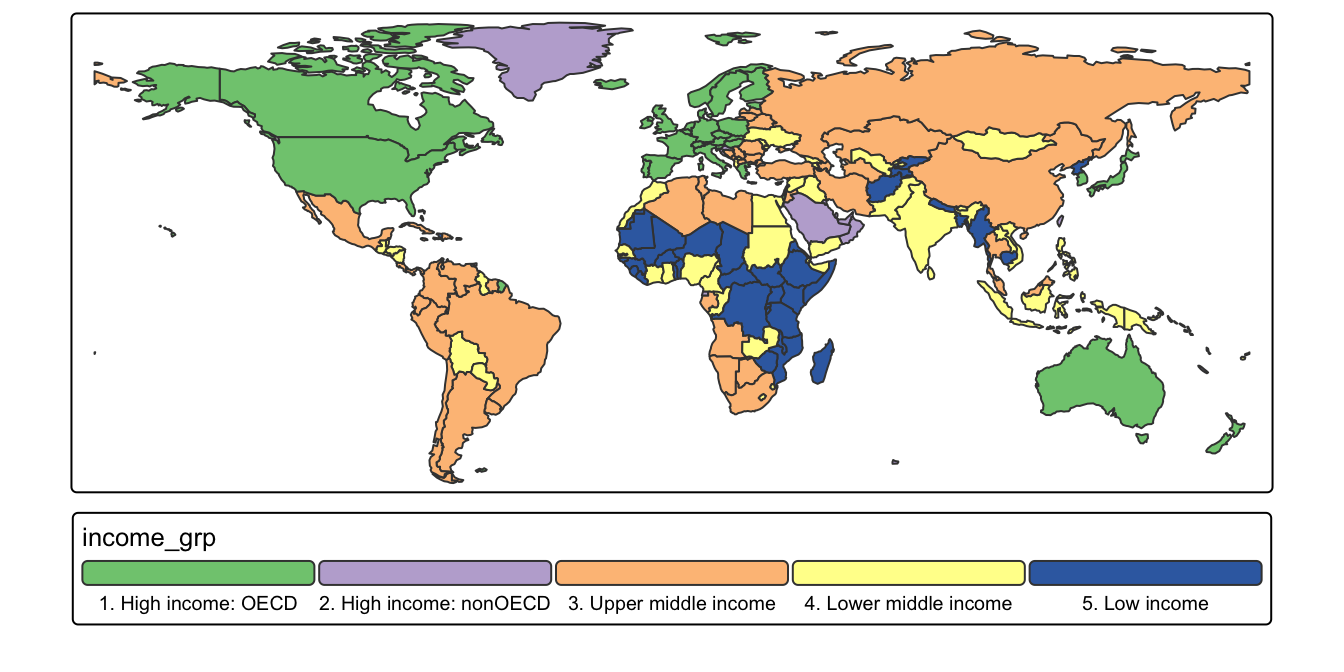 income_grp
1. High income: OECD
2. High income: nonOECD
3. Upper middle income
4. Lower middle income
5. Low income